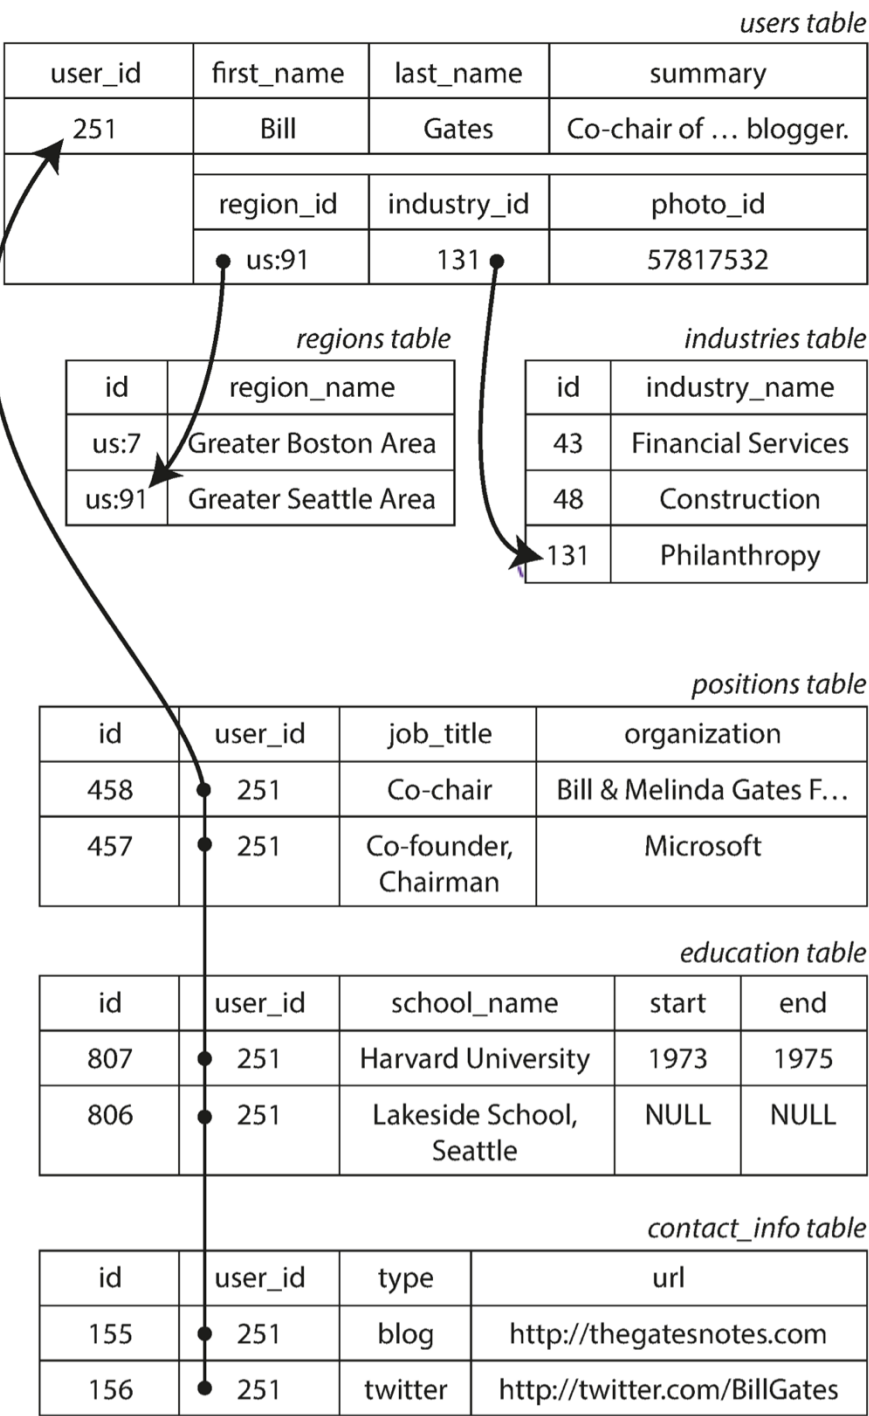 users table
user_id first_name last_name summary
251 Bill Gates Co-chair of … blogger.
region_id industry_id photo_id
us:91 131 57817532
regions table
id region_name
us:7 Greater Boston Area
us:91 Greater Seattle Area
industries table
id industry_name
43 Financial Services
48 Construction
131 Philanthropy
positions table
id user_id job_title organization
458 251 Co-chair Bill & Melinda Gates F…
457 251 Co-founder, Microsoft
Chairman
education table
id user_id school_name start end
807 251 Harvard University 1973 1975
806 251 Lakeside School, NULL NULL
Seattle
contact_info table
id user_id type url
155 251 blog http://thegatesnotes.com
156 251 twitter http://twitter.com/BillGates